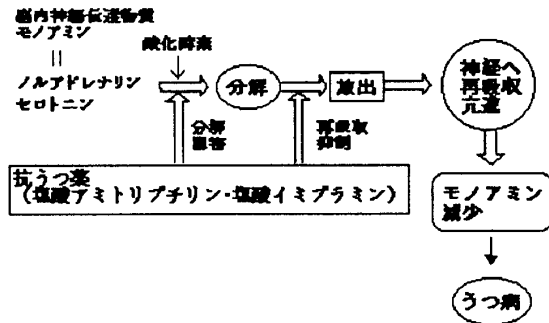 脳内神経伝達物質
モノアミン
||
ノルアドレナリン
セロトニン
酸化酵素
分解
放出
神経へ
再吸収
亢進
分解
阻害
再吸収
抑制
抗うつ薬
(塩酸アミトリプチリン・塩酸イミプラミン)
モノアミン
減少
うつ病